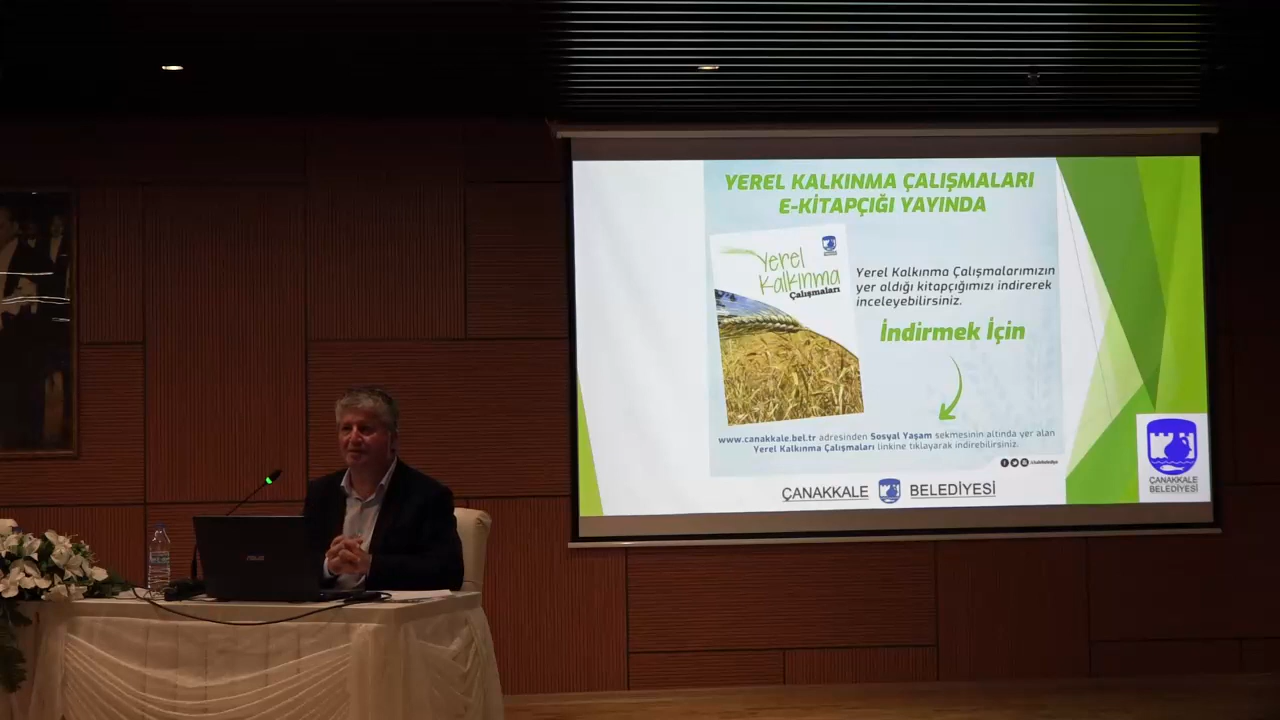 YEREL KALKINMA ÇALIŞMALARI
E-KİTAPÇIĞI YAYINDA
Yerel
Kalkınma
Çalışmaları
Yerel Kalkınma Çalışmalarımızın
yer aldığı kitapçığımızı indirerek
inceleyebilirsiniz.
İndirmek İçin
www.canakkale.bel.tr adresinden Sosyal Yaşam sekmesinin altında yer alan
Yerel Kalkınma Çalışmaları linkine tıklayarak indirebilirsiniz.
ÇANAKKALE BELEDİYESİ
ÇANAKKALE
BELEDİYESİ
ASUS